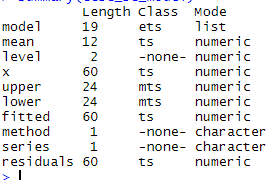 Length Class Mode
model 19 ets list
mean 12 ts numeric
level 2 -none- numeric
x 60 ts numeric
upper 24 mts numeric
lower 24 mts numeric
fitted 60 ts numeric
method 1 -none- character
series 1 -none- character
residuals 60 ts numeric
>